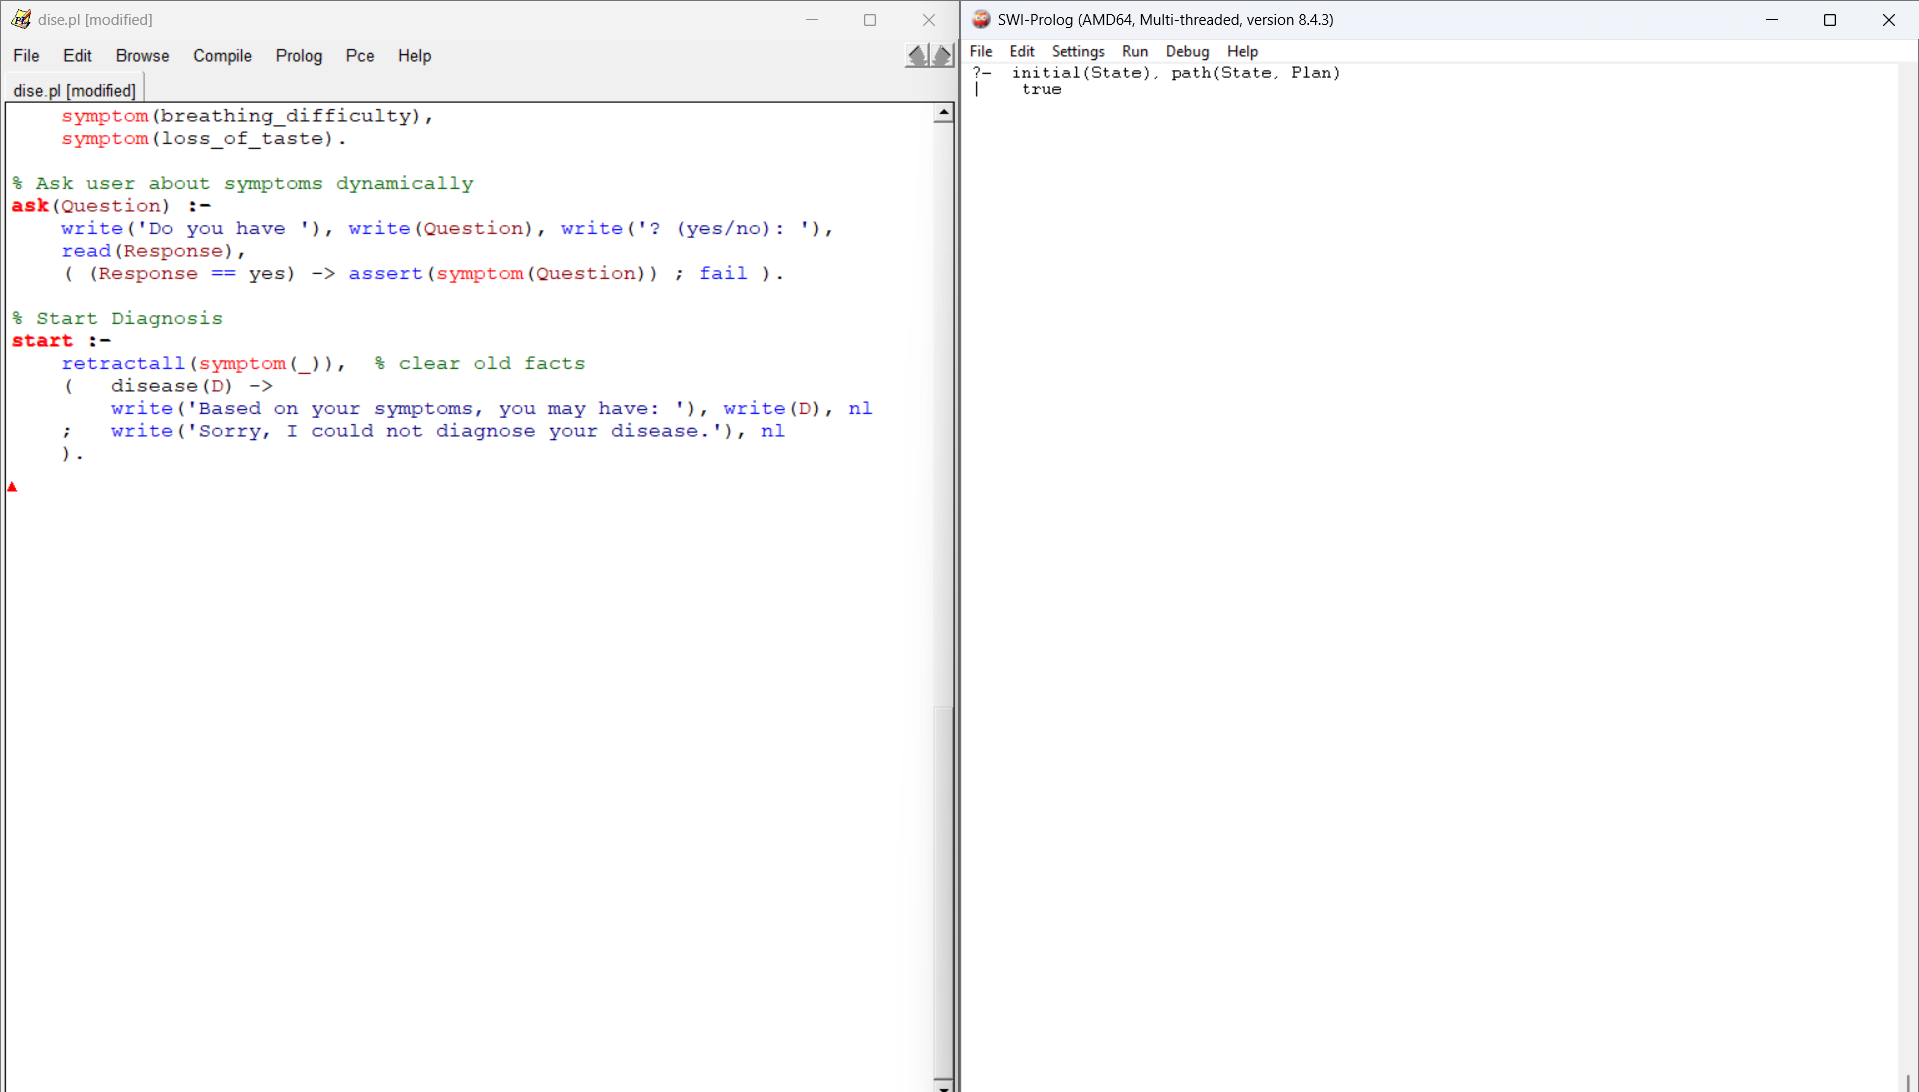 dise.pl [modified]
File Edit Browse Compile Prolog Pce Help
dise.pl [modified]
    symptom(breathing_difficulty),
    symptom(loss_of_taste).
% Ask user about symptoms dynamically
ask(Question) :-
    write('Do you have '), write(Question), write('? (yes/no): '),
    read(Response),
    ( (Response == yes) -> assert(symptom(Question)) ; fail ).
% Start Diagnosis
start :-
    retractall(symptom(_)),  % clear old facts
    (   disease(D) ->
        write('Based on your symptoms, you may have: '), write(D), nl
    ;   write('Sorry, I could not diagnose your disease.'), nl
    ).
SWI-Prolog (AMD64, Multi-threaded, version 8.4.3)
File Edit Settings Run Debug Help
?-  initial(State), path(State, Plan)
|    true